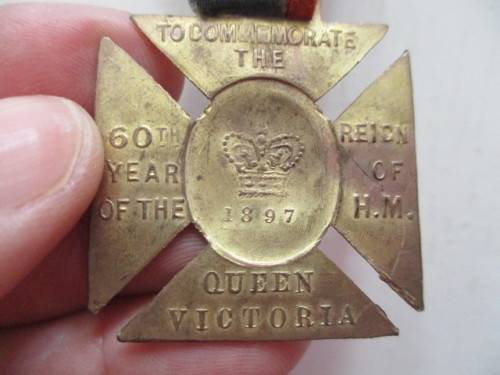 TO COMMEMORATE
THE
60TH
YEAR
OF THE
REIGN
OF
H.M.
1897
QUEEN
VICTORIA